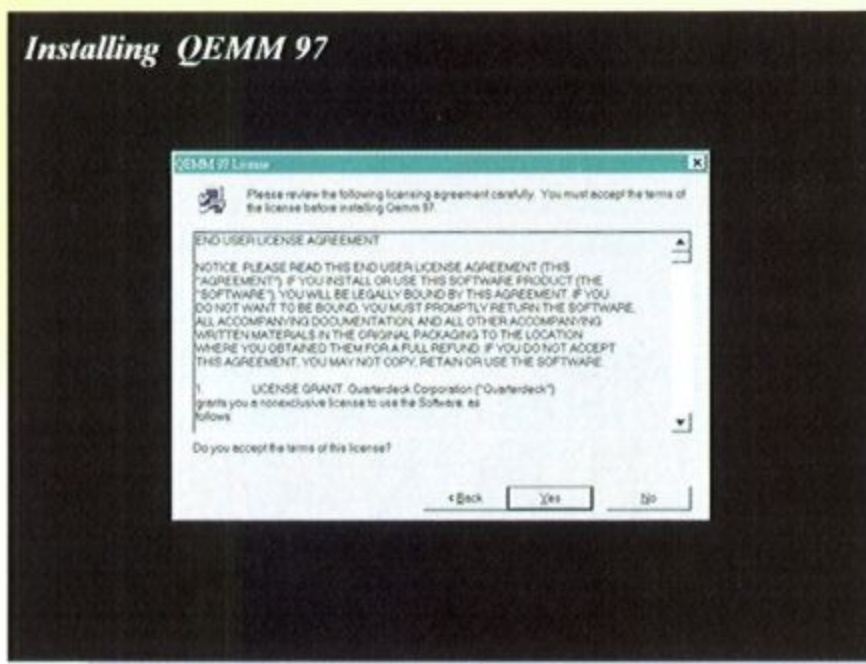 Installing QEMM 97
QEMM 97 License
Please review the following licensing agreement carefully. You must accept the terms of
the license before installing Qemm 97.
END USER LICENSE AGREEMENT
NOTICE. PLEASE READ THIS END USER LICENSE AGREEMENT (THIS
"AGREEMENT"). IF YOU INSTALL OR USE THIS SOFTWARE PRODUCT (THE
"SOFTWARE"), YOU WILL BE LEGALLY BOUND BY THIS AGREEMENT. IF YOU
DO NOT WANT TO BE BOUND, YOU MUST PROMPTLY RETURN THE SOFTWARE,
ALL ACCOMPANYING DOCUMENTATION, AND ALL OTHER ACCOMPANYING
WRITTEN MATERIALS IN THE ORIGINAL PACKAGING TO THE LOCATION
WHERE YOU OBTAINED THEM FOR A FULL REFUND. IF YOU DO NOT ACCEPT
THIS AGREEMENT, YOU MAY NOT COPY, RETAIN OR USE THE SOFTWARE.
1. LICENSE GRANT. Quarterdeck Corporation ("Quarterdeck")
grants you a nonexclusive license to use the Software, as
follows
Do you accept the terms of this license?
< Back Yes No